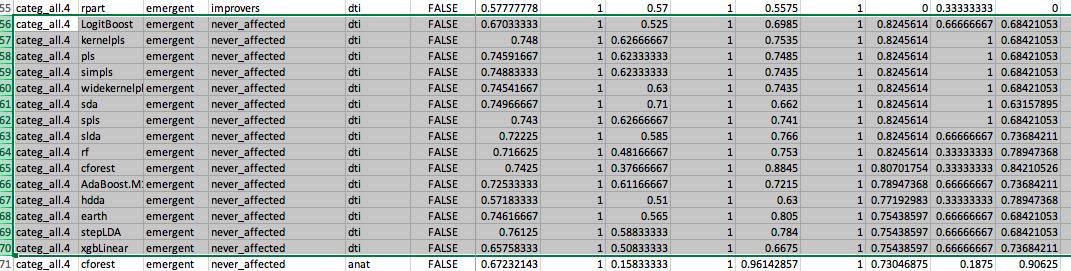 55 categ_all.4 rpart emergent improvers dti FALSE 0.57777778 1 0.57 0.5575 1 0 0.33333333 0
56 categ_all.4 LogitBoost emergent never_affected dti FALSE 0.67033333 1 0.525 0.6985 1 0.8245614 0.66666667 0.68421053
57 categ_all.4 kernelpls emergent never_affected dti FALSE 0.748 1 0.62666667 0.7535 1 0.8245614 1 0.68421053
58 categ_all.4 pls emergent never_affected dti FALSE 0.74591667 1 0.62333333 0.7485 1 0.8245614 1 0.68421053
59 categ_all.4 simpls emergent never_affected dti FALSE 0.74883333 1 0.62333333 0.7435 1 0.8245614 1 0.68421053
60 categ_all.4 widekernelpl emergent never_affected dti FALSE 0.74541667 1 0.63 0.7435 1 0.8245614 1 0.68421053
61 categ_all.4 sda emergent never_affected dti FALSE 0.74966667 1 0.71 0.662 1 0.8245614 1 0.63157895
62 categ_all.4 spls emergent never_affected dti FALSE 0.743 1 0.62666667 0.741 1 0.8245614 1 0.68421053
63 categ_all.4 slda emergent never_affected dti FALSE 0.72225 1 0.585 0.766 1 0.8245614 0.66666667 0.73684211
64 categ_all.4 rf emergent never_affected dti FALSE 0.716625 1 0.48166667 0.753 1 0.8245614 0.33333333 0.78947368
65 categ_all.4 cforest emergent never_affected dti FALSE 0.7425 1 0.37666667 0.8845 1 0.80701754 0.33333333 0.84210526
66 categ_all.4 AdaBoost.M1 emergent never_affected dti FALSE 0.72533333 1 0.61166667 0.7215 1 0.78947368 0.66666667 0.73684211
67 categ_all.4 hdda emergent never_affected dti FALSE 0.57183333 1 0.51 0.63 1 0.77192983 0.33333333 0.78947368
68 categ_all.4 earth emergent never_affected dti FALSE 0.74616667 1 0.565 0.805 1 0.75438597 0.66666667 0.68421053
69 categ_all.4 stepLDA emergent never_affected dti FALSE 0.76125 1 0.58833333 0.784 1 0.75438597 0.66666667 0.68421053
70 categ_all.4 xgbLinear emergent never_affected dti FALSE 0.65758333 1 0.50833333 0.6675 1 0.75438597 0.66666667 0.73684211
71 categ_all.4 cforest emergent never_affected anat FALSE 0.67232143 1 0.15833333 0.96142857 1 0.73046875 0.1875 0.90625